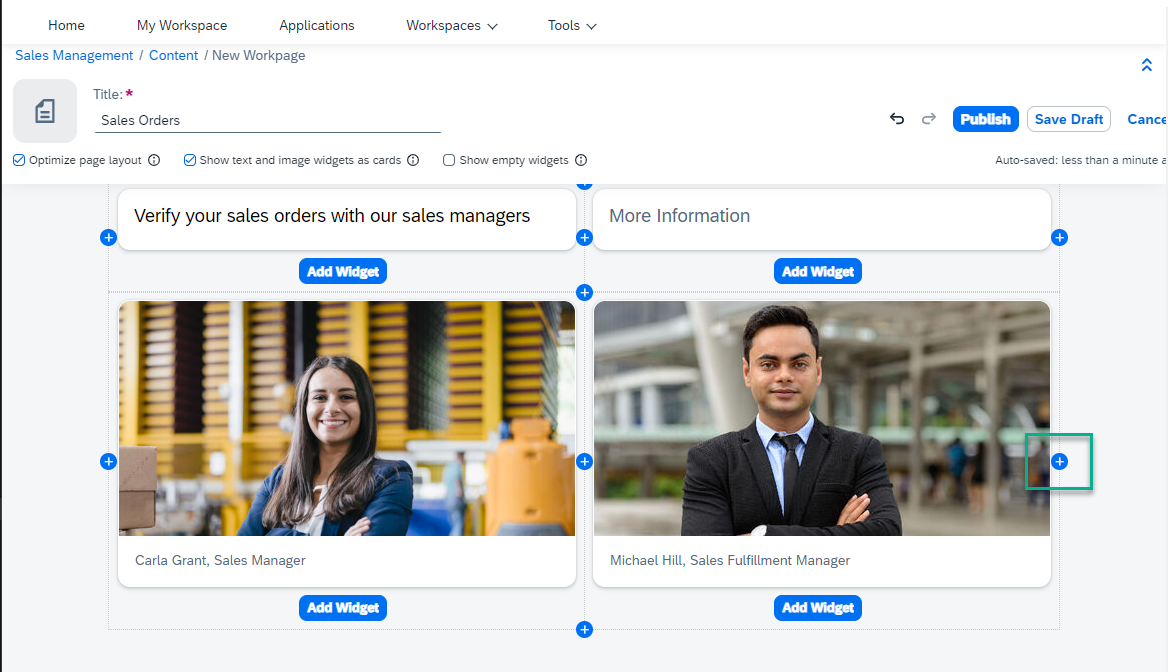 Home My Workspace Applications Workspaces Tools
Sales Management / Content / New Workpage
Title: *
Sales Orders
Publish Save Draft Cance
Optimize page layout Show text and image widgets as cards Show empty widgets Auto-saved: less than a minute a
Verify your sales orders with our sales managers More Information
Add Widget Add Widget
Carla Grant, Sales Manager Michael Hill, Sales Fulfillment Manager
Add Widget Add Widget